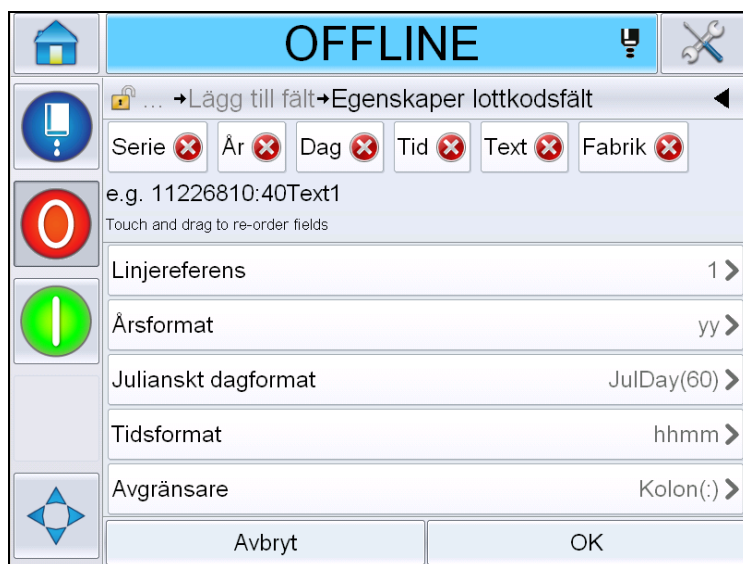 OFFLINE
... →Lägg till fält→Egenskaper lottkodsfält
Serie År Dag Tid Text Fabrik
e.g. 11226810:40Text1
Touch and drag to re-order fields
Linjereferens 1
Årsformat yy
Julianskt dagformat JulDay(60)
Tidsformat hhmm
Avgränsare Kolon(:)
Avbryt OK